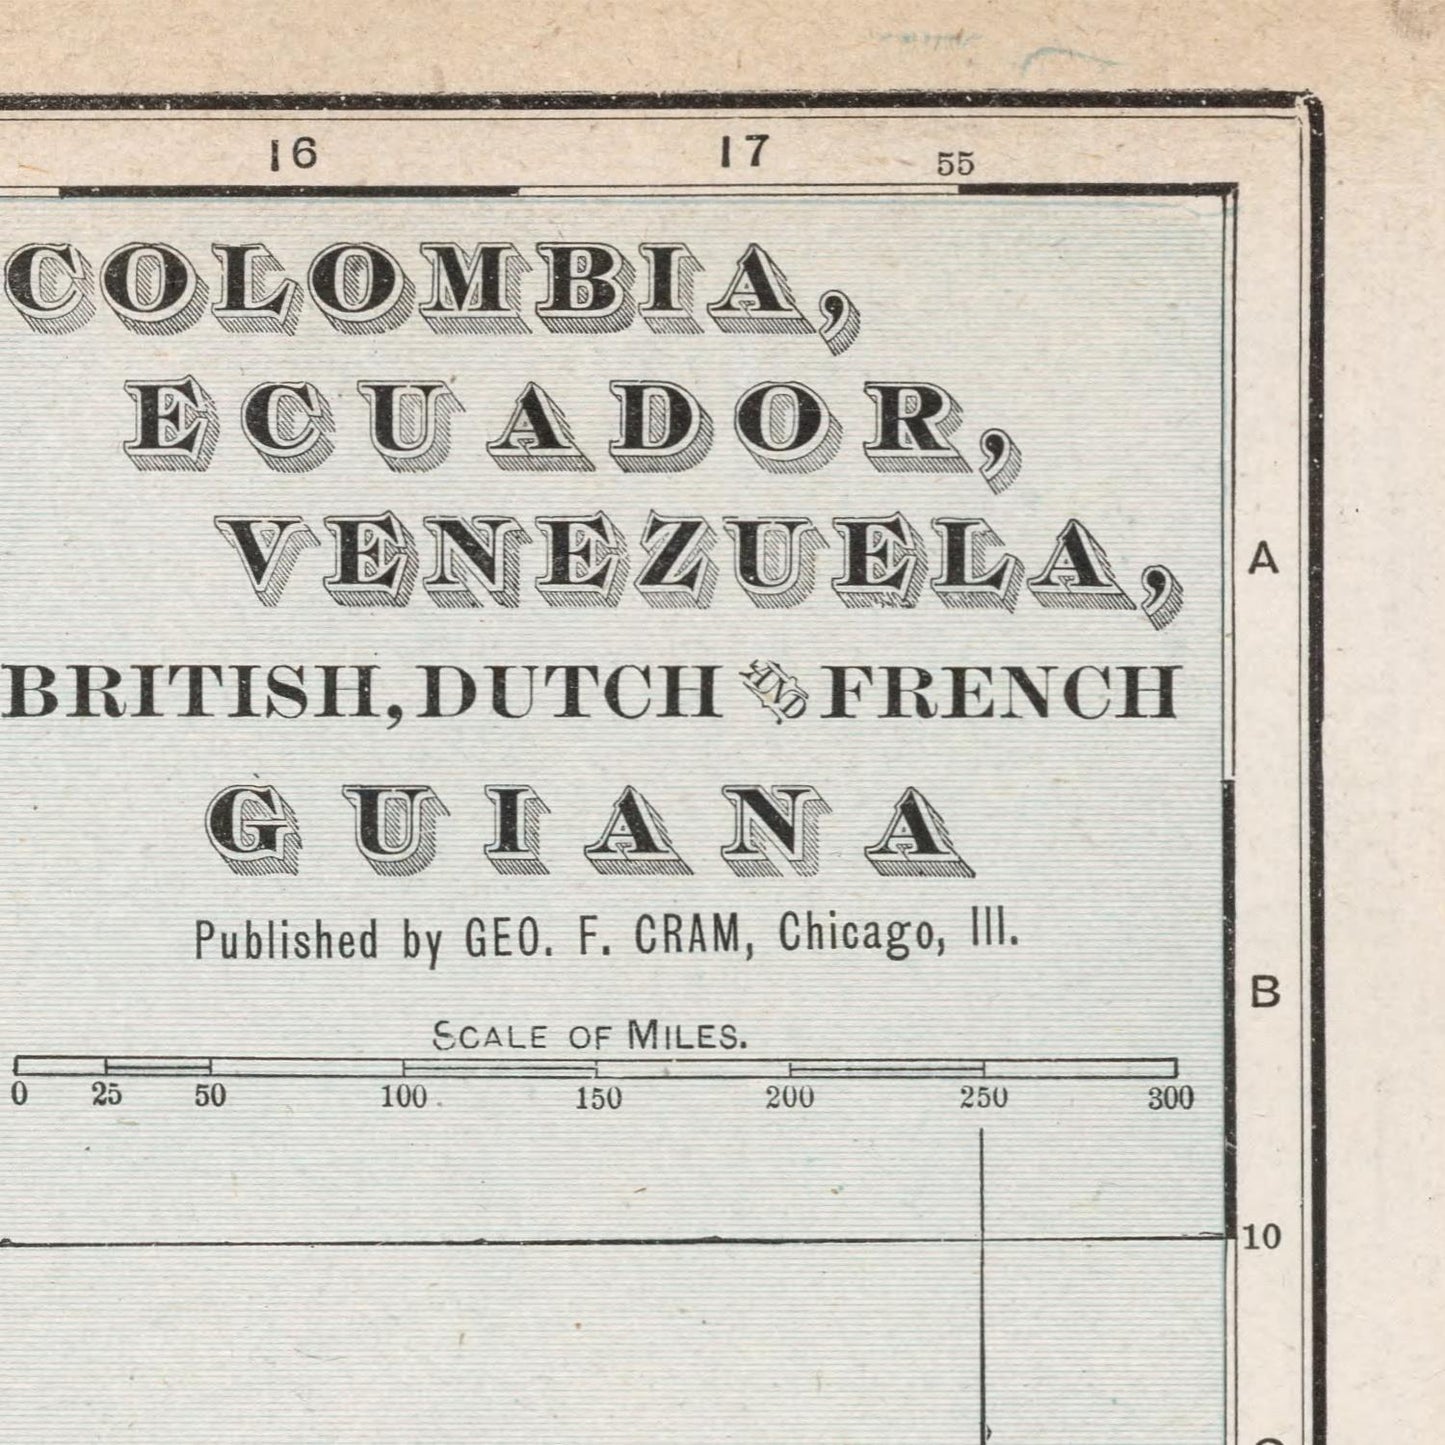 16 17 55
COLOMBIA,
ECUADOR,
VENEZUELA,
A
BRITISH, DUTCH AND FRENCH
GUIANA
Published by GEO. F. CRAM, Chicago, Ill.
B
SCALE OF MILES.
0 25 50 100 150 200 250 300
10